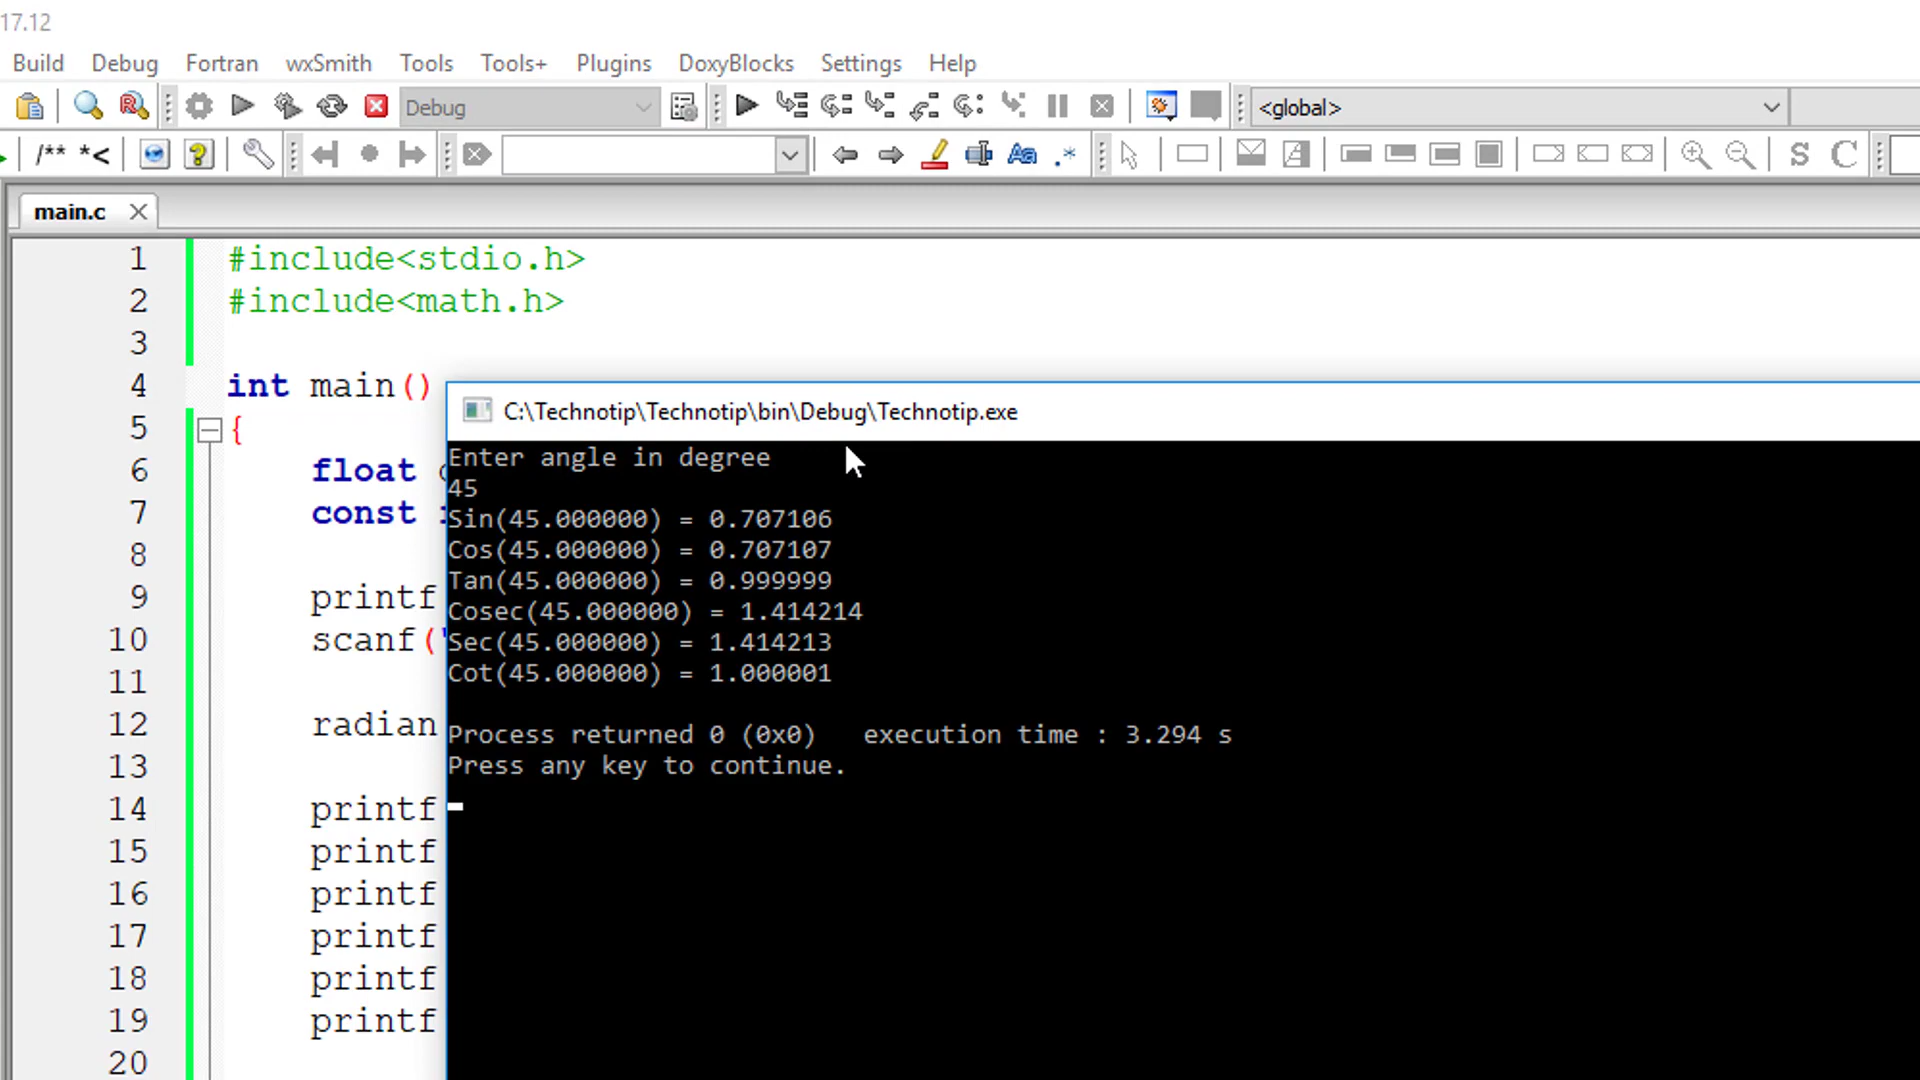 17.12
Build Debug Fortran wxSmith Tools Tools+ Plugins DoxyBlocks Settings Help
Debug <global>
/** *< S C
main.c
1 #include<stdio.h>
2 #include<math.h>
3
4 int main()
5 {
6 float
7 const
8
9 printf
10 scanf("
11
12 radian
13
14 printf
15 printf
16 printf
17 printf
18 printf
19 printf
20
C:\Technotip\Technotip\bin\Debug\Technotip.exe
Enter angle in degree
45
Sin(45.000000) = 0.707106
Cos(45.000000) = 0.707107
Tan(45.000000) = 0.999999
Cosec(45.000000) = 1.414214
Sec(45.000000) = 1.414213
Cot(45.000000) = 1.000001
Process returned 0 (0x0) execution time : 3.294 s
Press any key to continue.